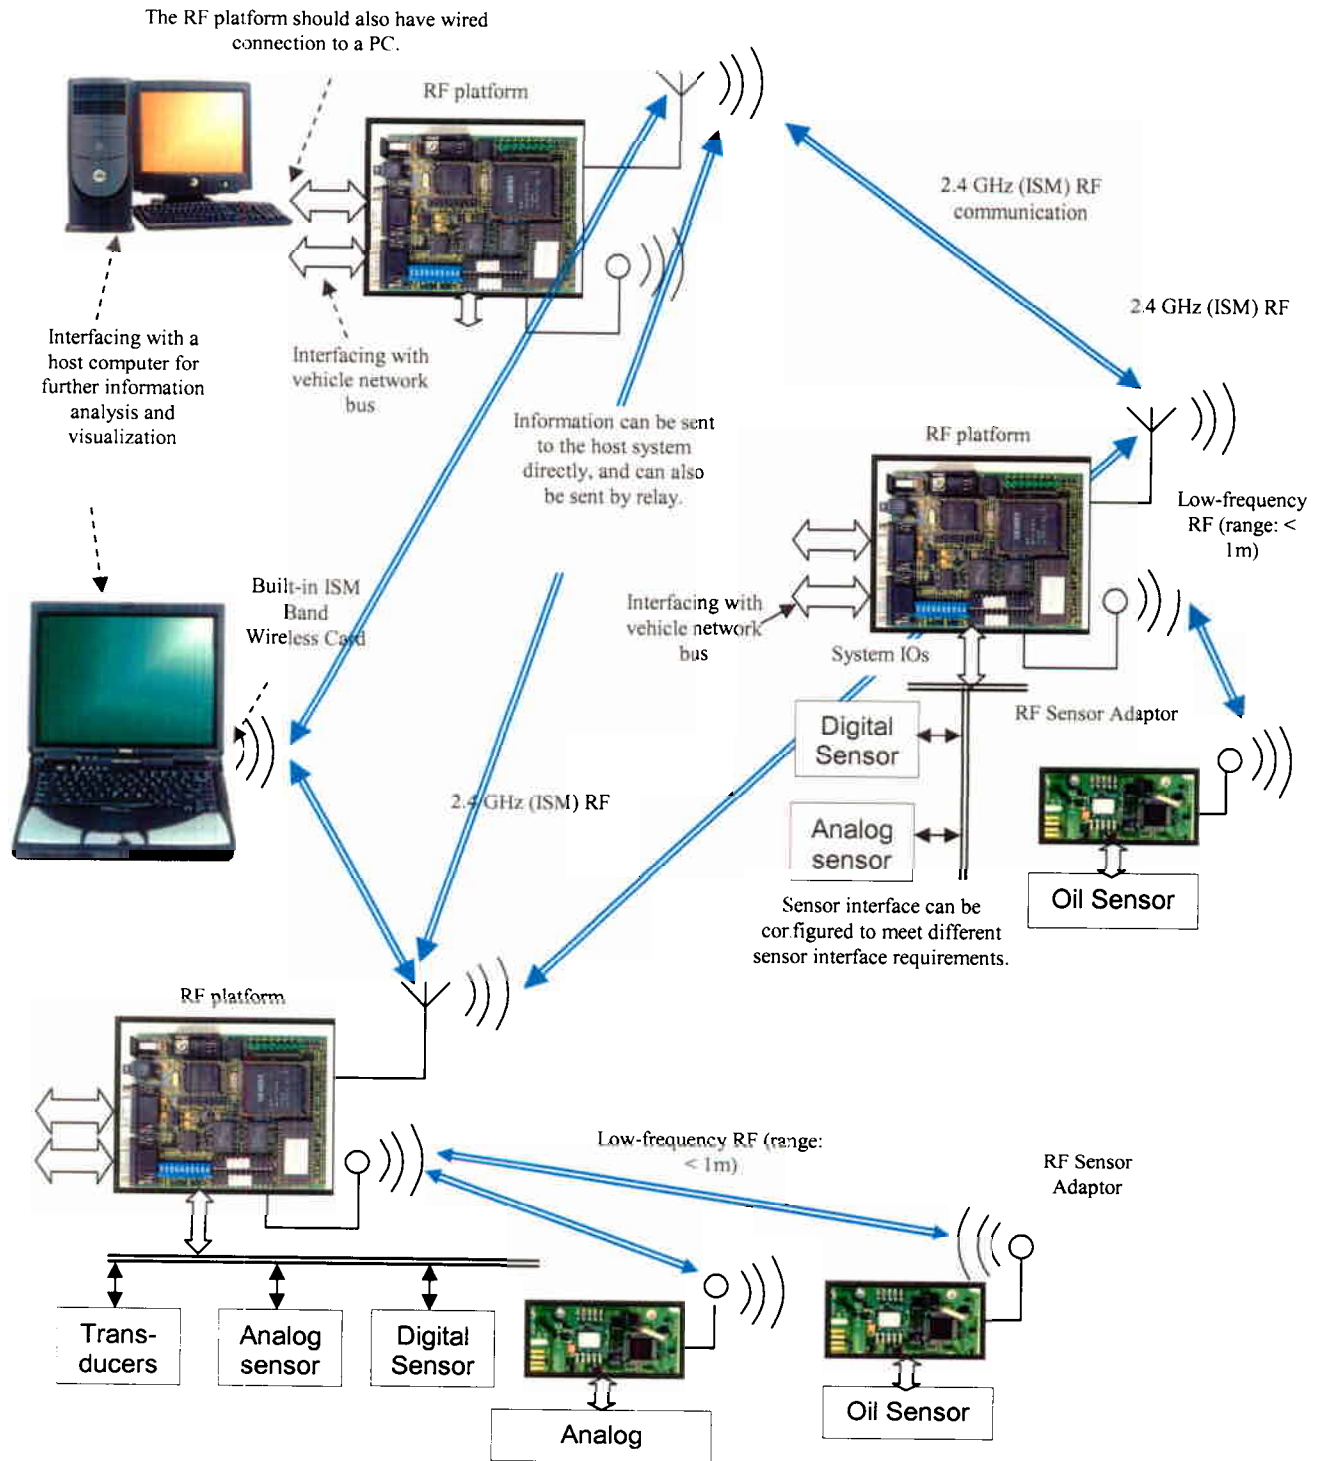 The RF platform should also have wired
connection to a PC.
RF platform
2.4 GHz (ISM) RF
communication
2.4 GHz (ISM) RF
Interfacing with a
host computer for
further information
analysis and
visualization
Interfacing with
vehicle network
bus
Information can be sent
to the host system
directly, and can also
be sent by relay.
RF platform
Low-frequency
RF (range: <
1m)
Built-in ISM
Band
Wireless Card
Interfacing with
vehicle network
bus
System IOs
RF Sensor Adaptor
Digital
Sensor
2.4 GHz (ISM) RF
Analog
sensor
Oil Sensor
Sensor interface can be
configured to meet different
sensor interface requirements.
RF platform
Low-frequency RF (range:
< 1m)
RF Sensor
Adaptor
Trans-
ducers
Analog
sensor
Digital
Sensor
Analog
Oil Sensor